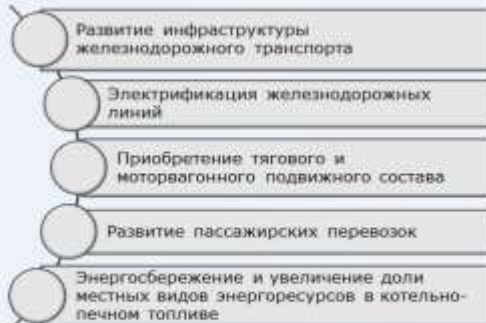 Развитие инфраструктуры
железнодорожного транспорта
Электрификация железнодорожных
линий
Приобретение тягового и
моторвагонного подвижного состава
Развитие пассажирских перевозок
Энергосбережение и увеличение доли
местных видов энергоресурсов в котельно-
печном топливе